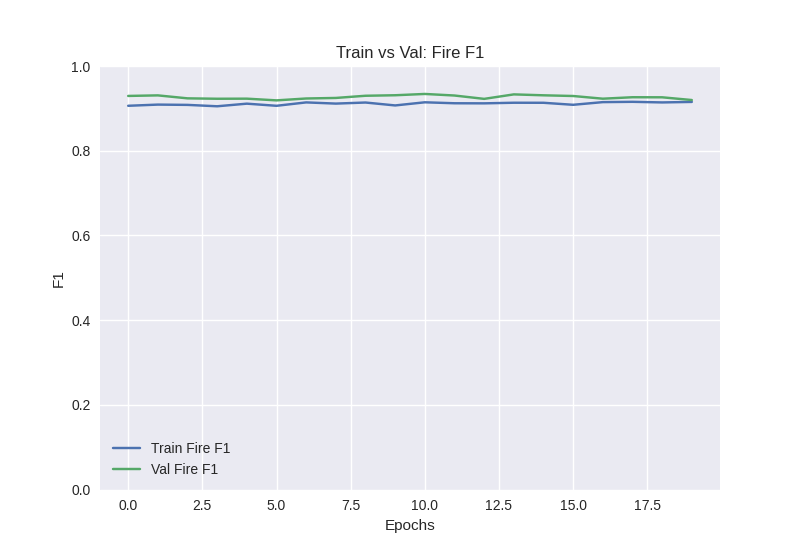 Train vs Val: Fire F1
1.0
0.8
0.6
0.4
0.2
0.0
F1
Train Fire F1
Val Fire F1
0.0 2.5 5.0 7.5 10.0 12.5 15.0 17.5
Epochs